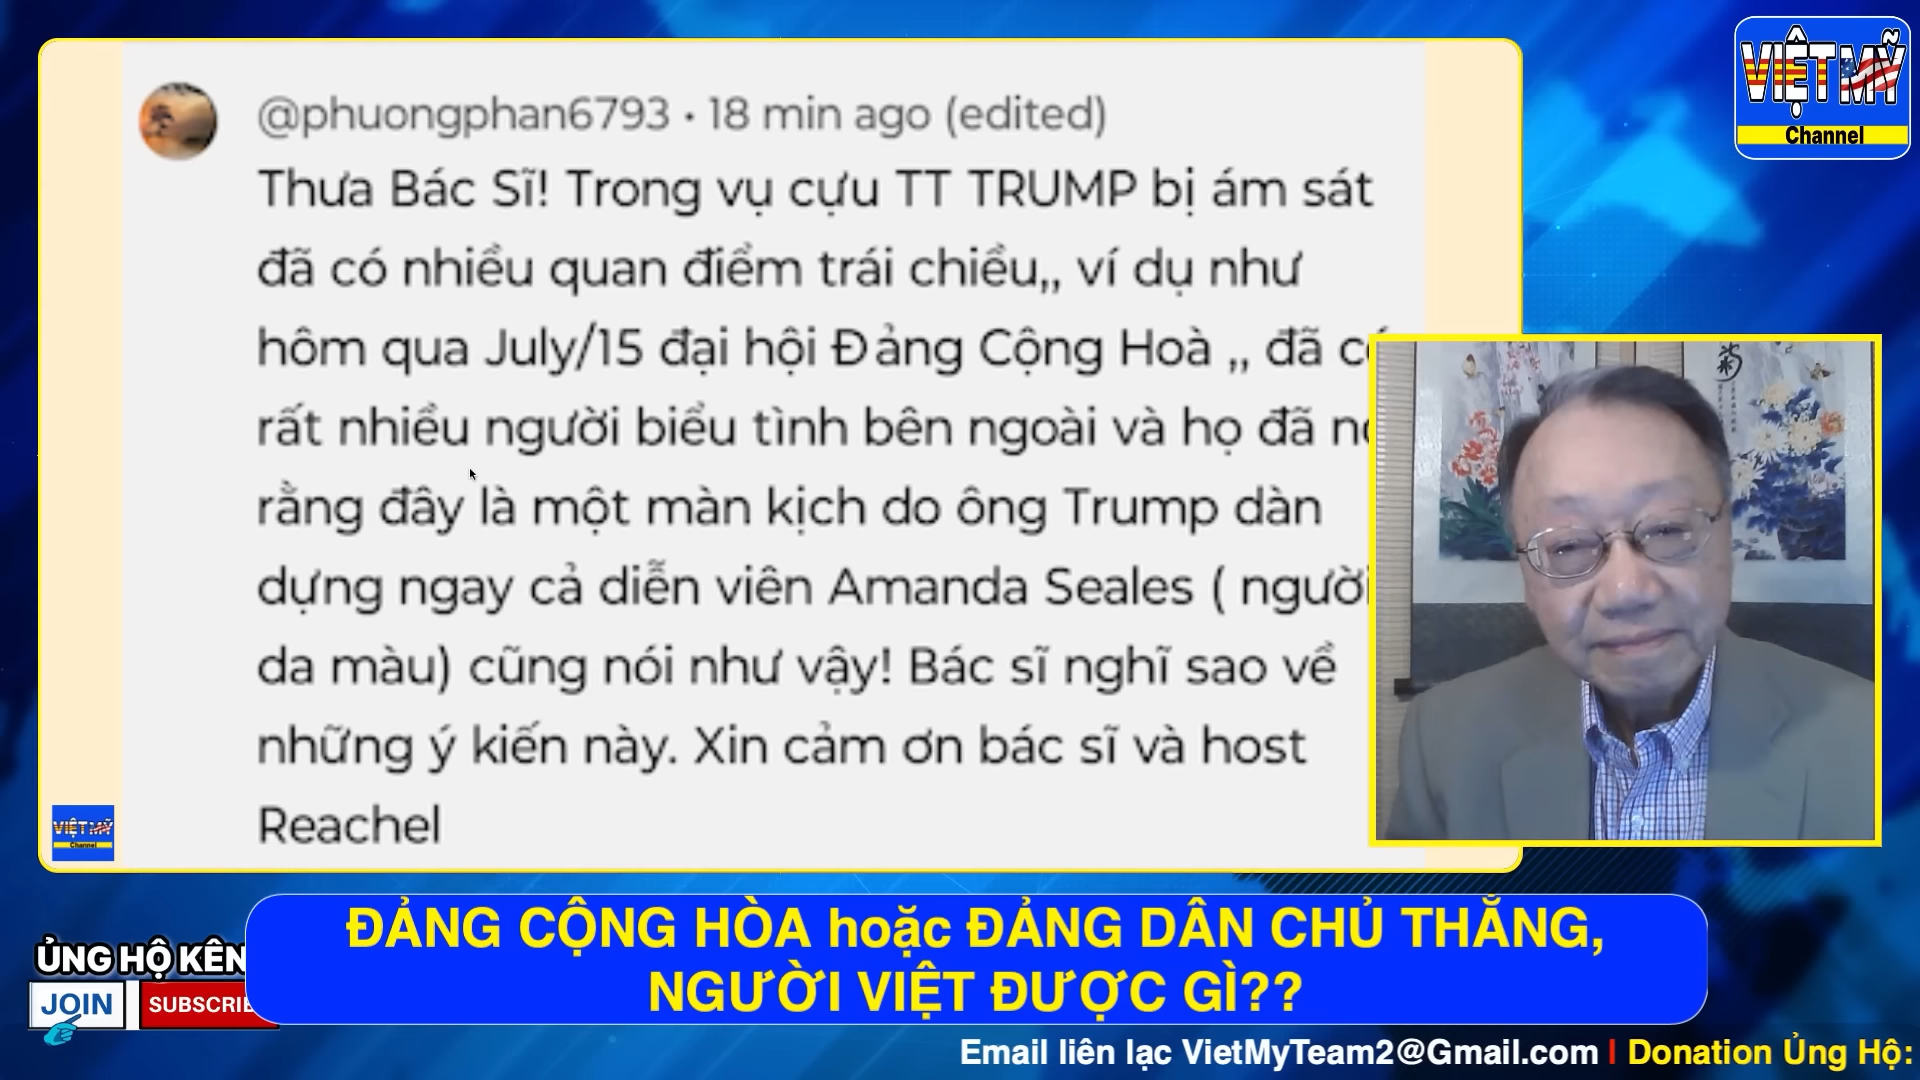 @phuongphan6793 • 18 min ago (edited)
Thưa Bác Sĩ! Trong vụ cựu TT TRUMP bị ám sát
đã có nhiều quan điểm trái chiều,, ví dụ như
hôm qua July/15 đại hội Đảng Cộng Hoà ,, đã
rất nhiều người biểu tình bên ngoài và họ đã
rằng đây là một màn kịch do ông Trump dàn
dựng ngay cả diễn viên Amanda Seales ( người
da màu) cũng nói như vậy! Bác sĩ nghĩ sao về
những ý kiến này. Xin cảm ơn bác sĩ và host
Reachel
VIỆT MỸ
Channel
VIỆT MỸ
Channel
菊
ĐẢNG CỘNG HÒA hoặc ĐẢNG DÂN CHỦ THẮNG,
NGƯỜI VIỆT ĐƯỢC GÌ??
ỦNG HỘ KÊN
JOIN
SUBSCRIBE
Email liên lạc VietMyTeam2@Gmail.com | Donation Ủng Hộ: